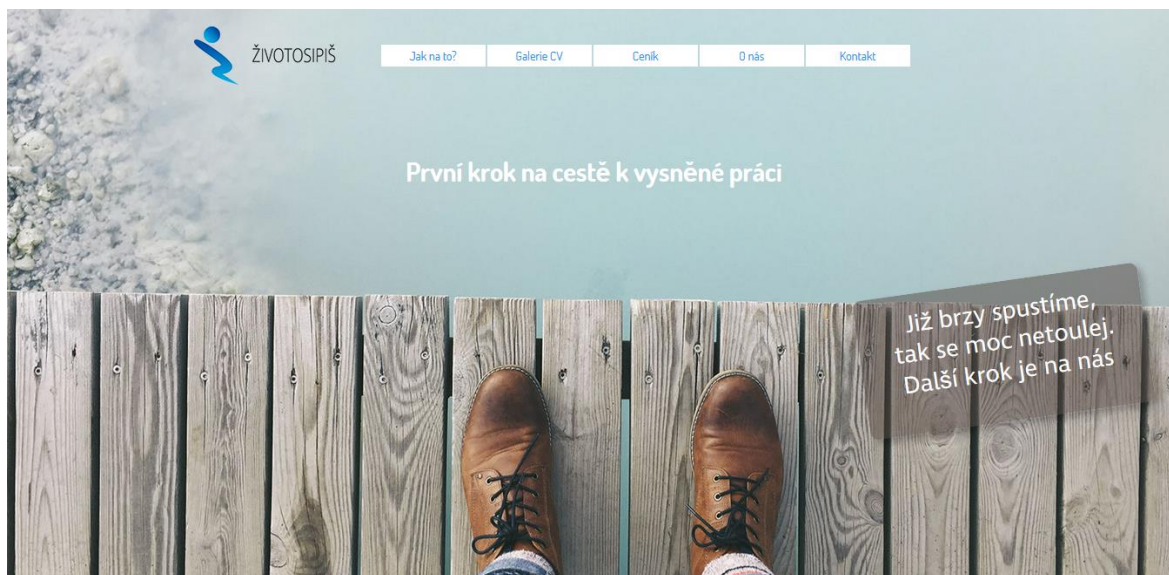 ŽIVOTOSIPIŠ
Jak na to?
Galerie CV
Ceník
O nás
Kontakt
První krok na cestě k vysněné práci
Již brzy spustíme,
tak se moc netoulej.
Další krok je na nás